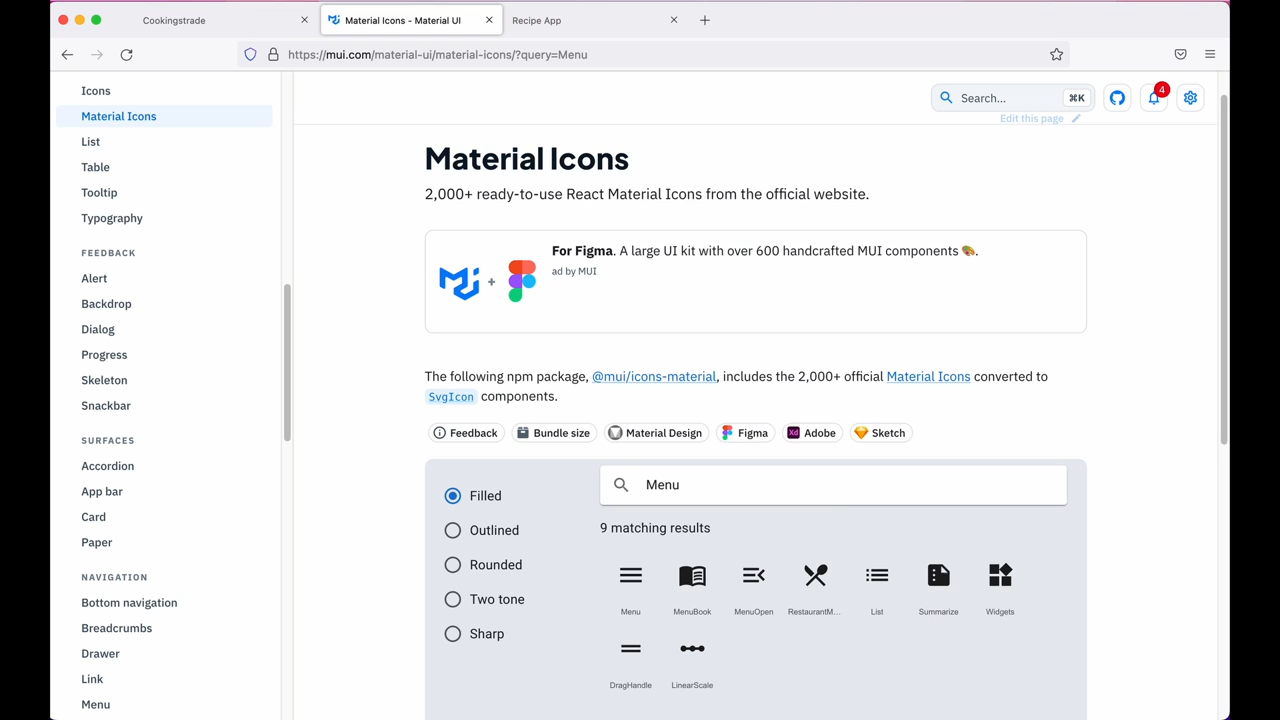 Cookingstrade
Material Icons - Material UI
Recipe App
https://mui.com/material-ui/material-icons/?query=Menu
Icons
Material Icons
List
Table
Tooltip
Typography
FEEDBACK
Alert
Backdrop
Dialog
Progress
Skeleton
Snackbar
SURFACES
Accordion
App bar
Card
Paper
NAVIGATION
Bottom navigation
Breadcrumbs
Drawer
Link
Menu
Search...
⌘K
4
Edit this page
Material Icons
2,000+ ready-to-use React Material Icons from the official website.
For Figma. A large UI kit with over 600 handcrafted MUI components 🎨.
ad by MUI
The following npm package, @mui/icons-material, includes the 2,000+ official Material Icons converted to
SvgIcon components.
Feedback Bundle size Material Design Figma Xd Adobe Sketch
Filled
Outlined
Rounded
Two tone
Sharp
Menu
9 matching results
Menu MenuBook MenuOpen RestaurantM... List Summarize Widgets
DragHandle LinearScale